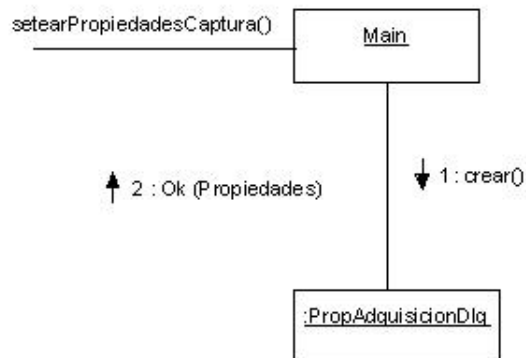 setearPropiedadesCaptura()
Main
2 : Ok (Propiedades)
1 : crear()
:PropAdquisicionDlg